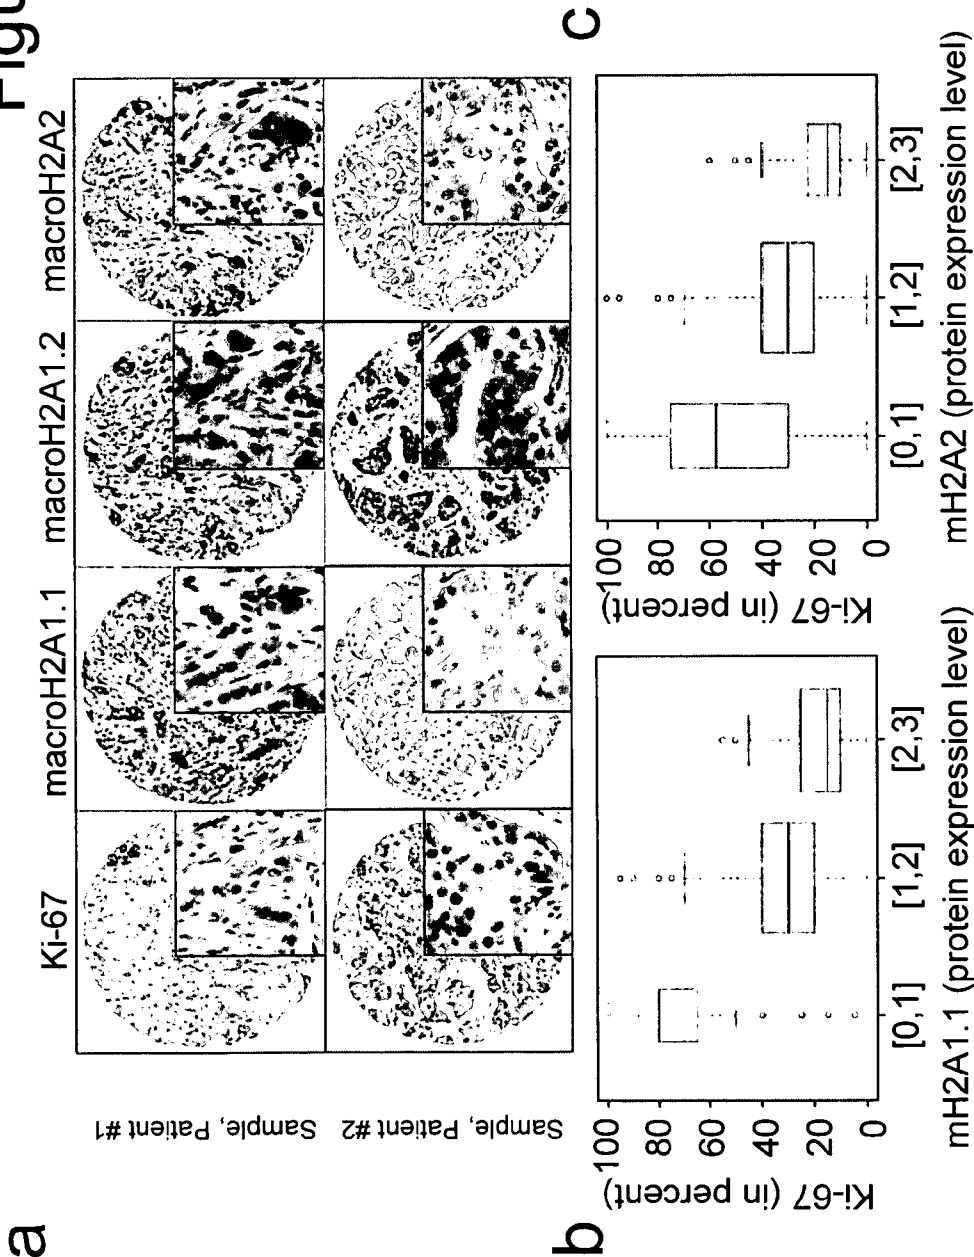 Figu
a
Ki-67
macroH2A1.1
macroH2A1.2
macroH2A2
Sample, Patient #1
Sample, Patient #2
b
Ki-67 (in percent)
100
80
60
40
20
0
[0,1]
[1,2]
[2,3]
mH2A1.1 (protein expression level)
c
Ki-67 (in percent)
100
80
60
40
20
0
[0,1]
[1,2]
[2,3]
mH2A2 (protein expression level)